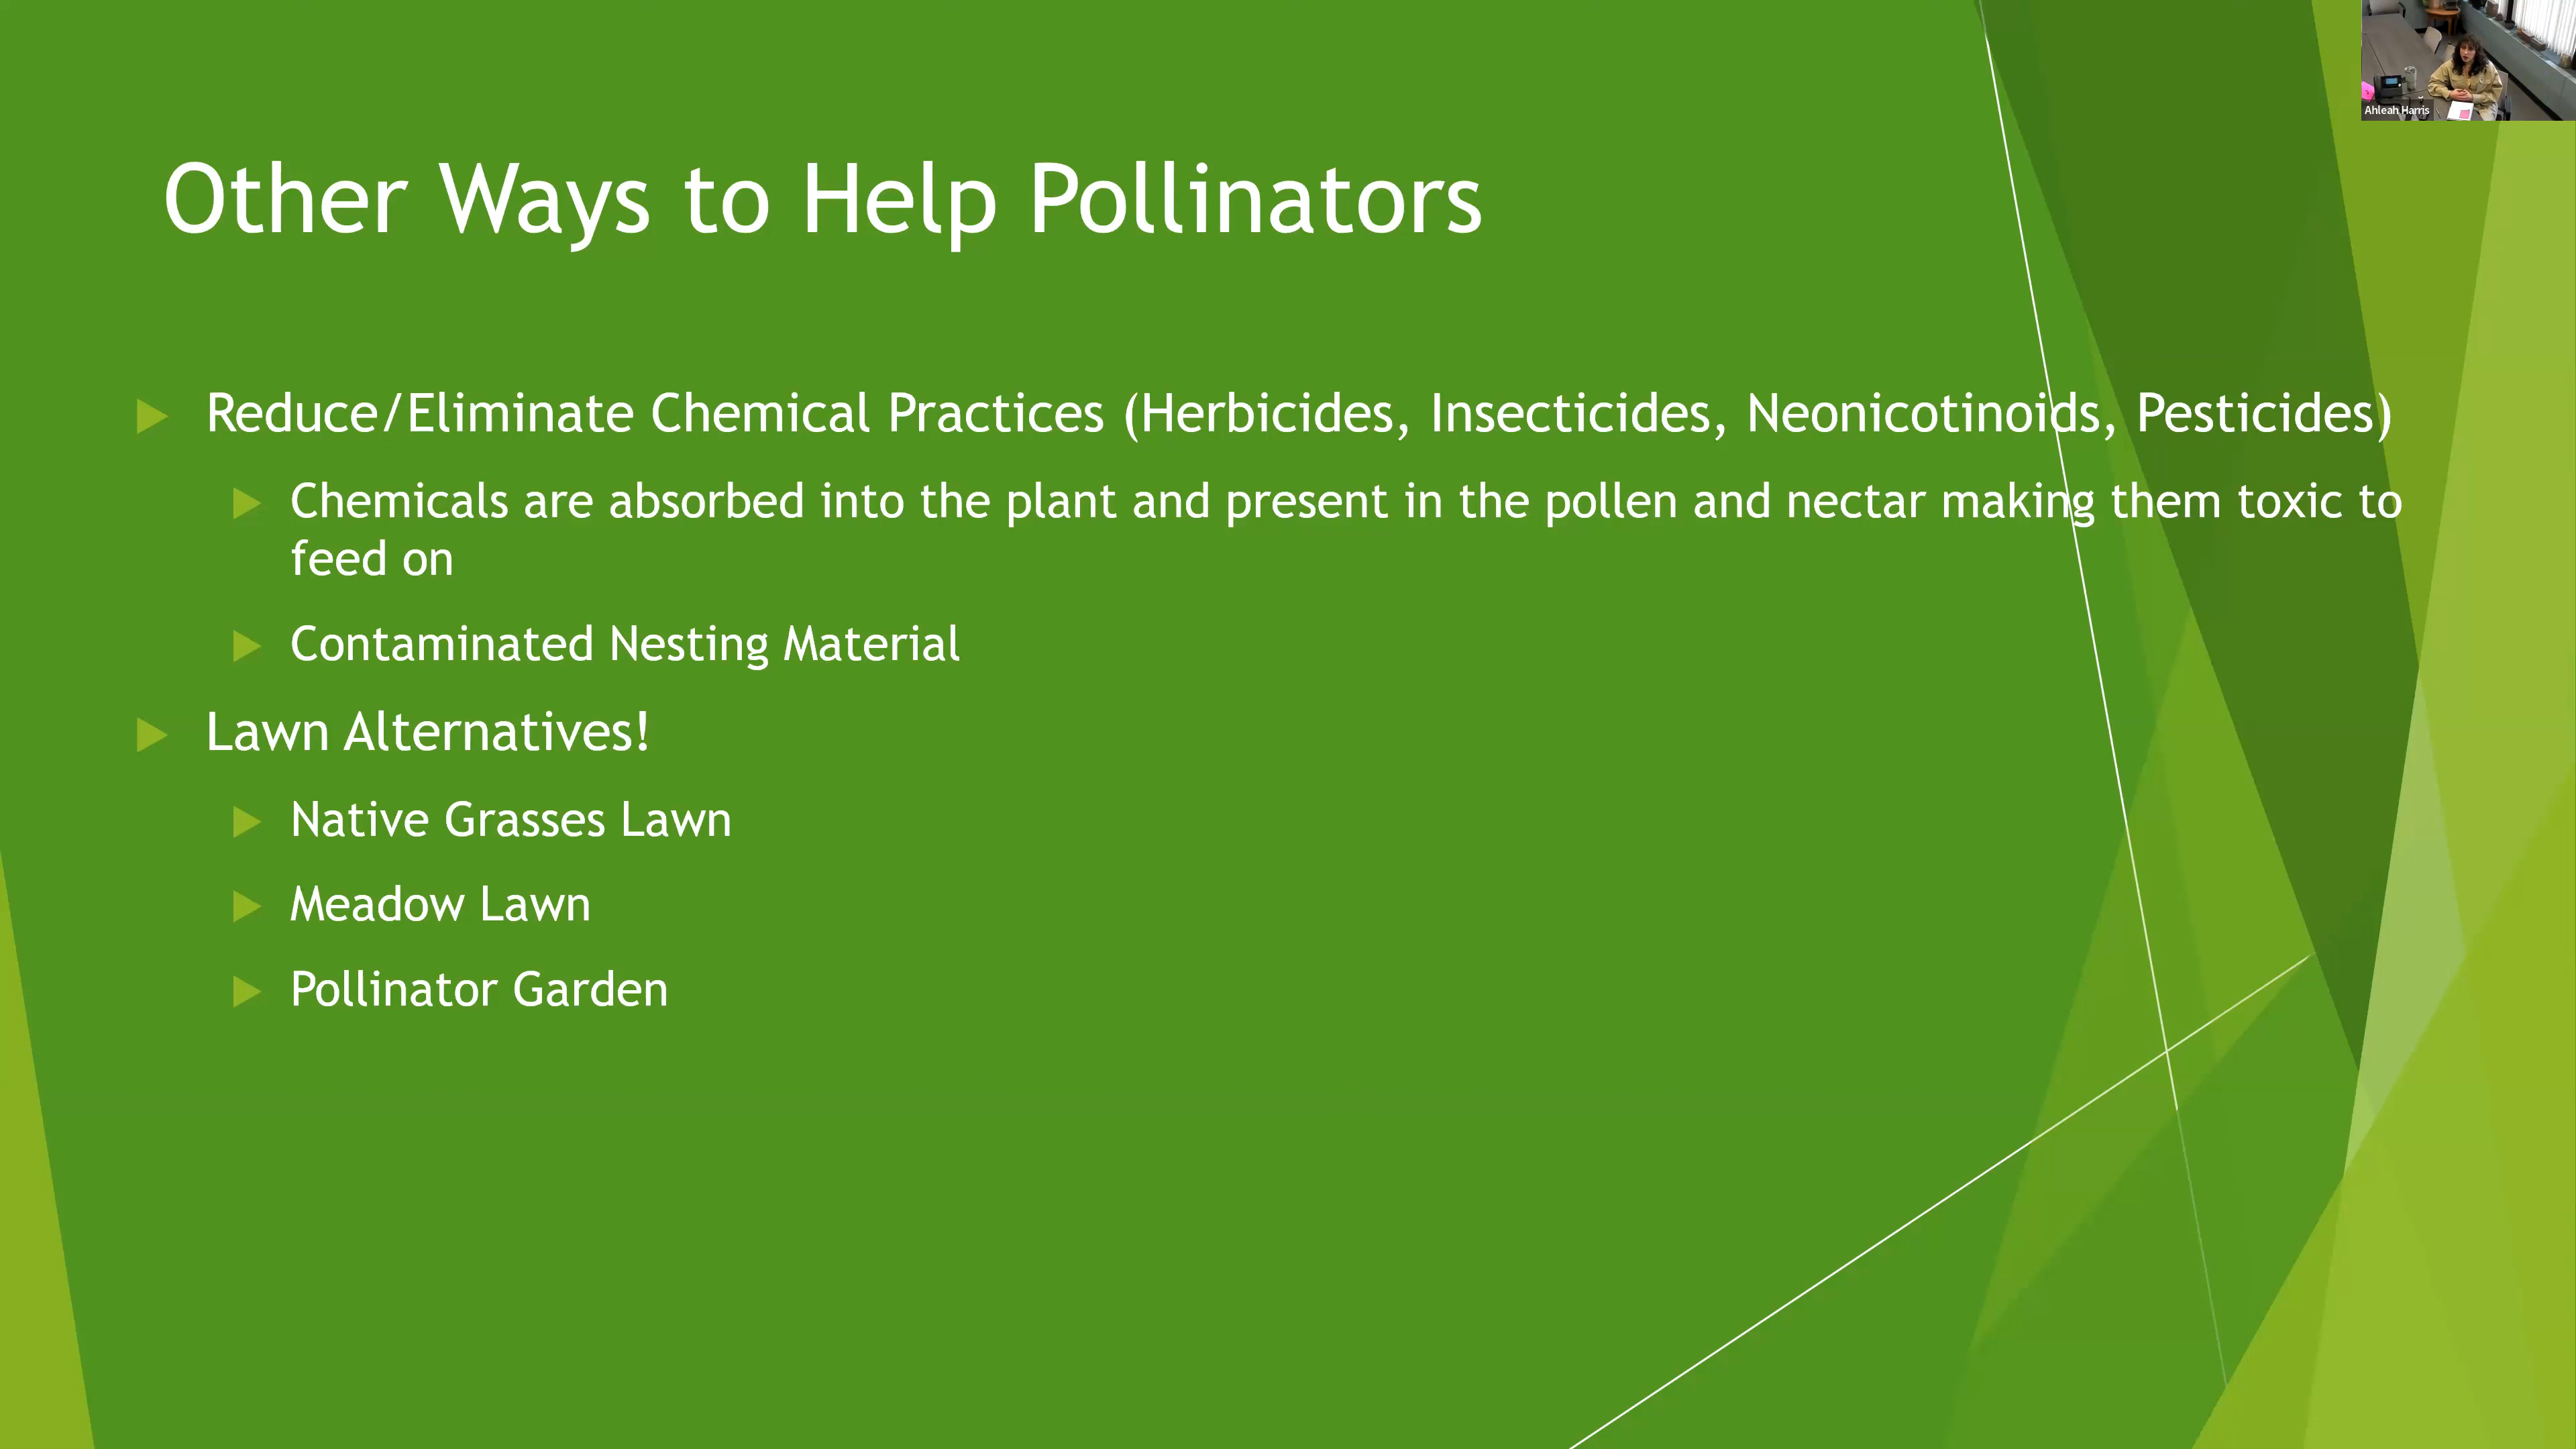 Ahleah Harris
Other Ways to Help Pollinators
Reduce/Eliminate Chemical Practices (Herbicides, Insecticides, Neonicotinoids, Pesticides)
Chemicals are absorbed into the plant and present in the pollen and nectar making them toxic to
feed on
Contaminated Nesting Material
Lawn Alternatives!
Native Grasses Lawn
Meadow Lawn
Pollinator Garden